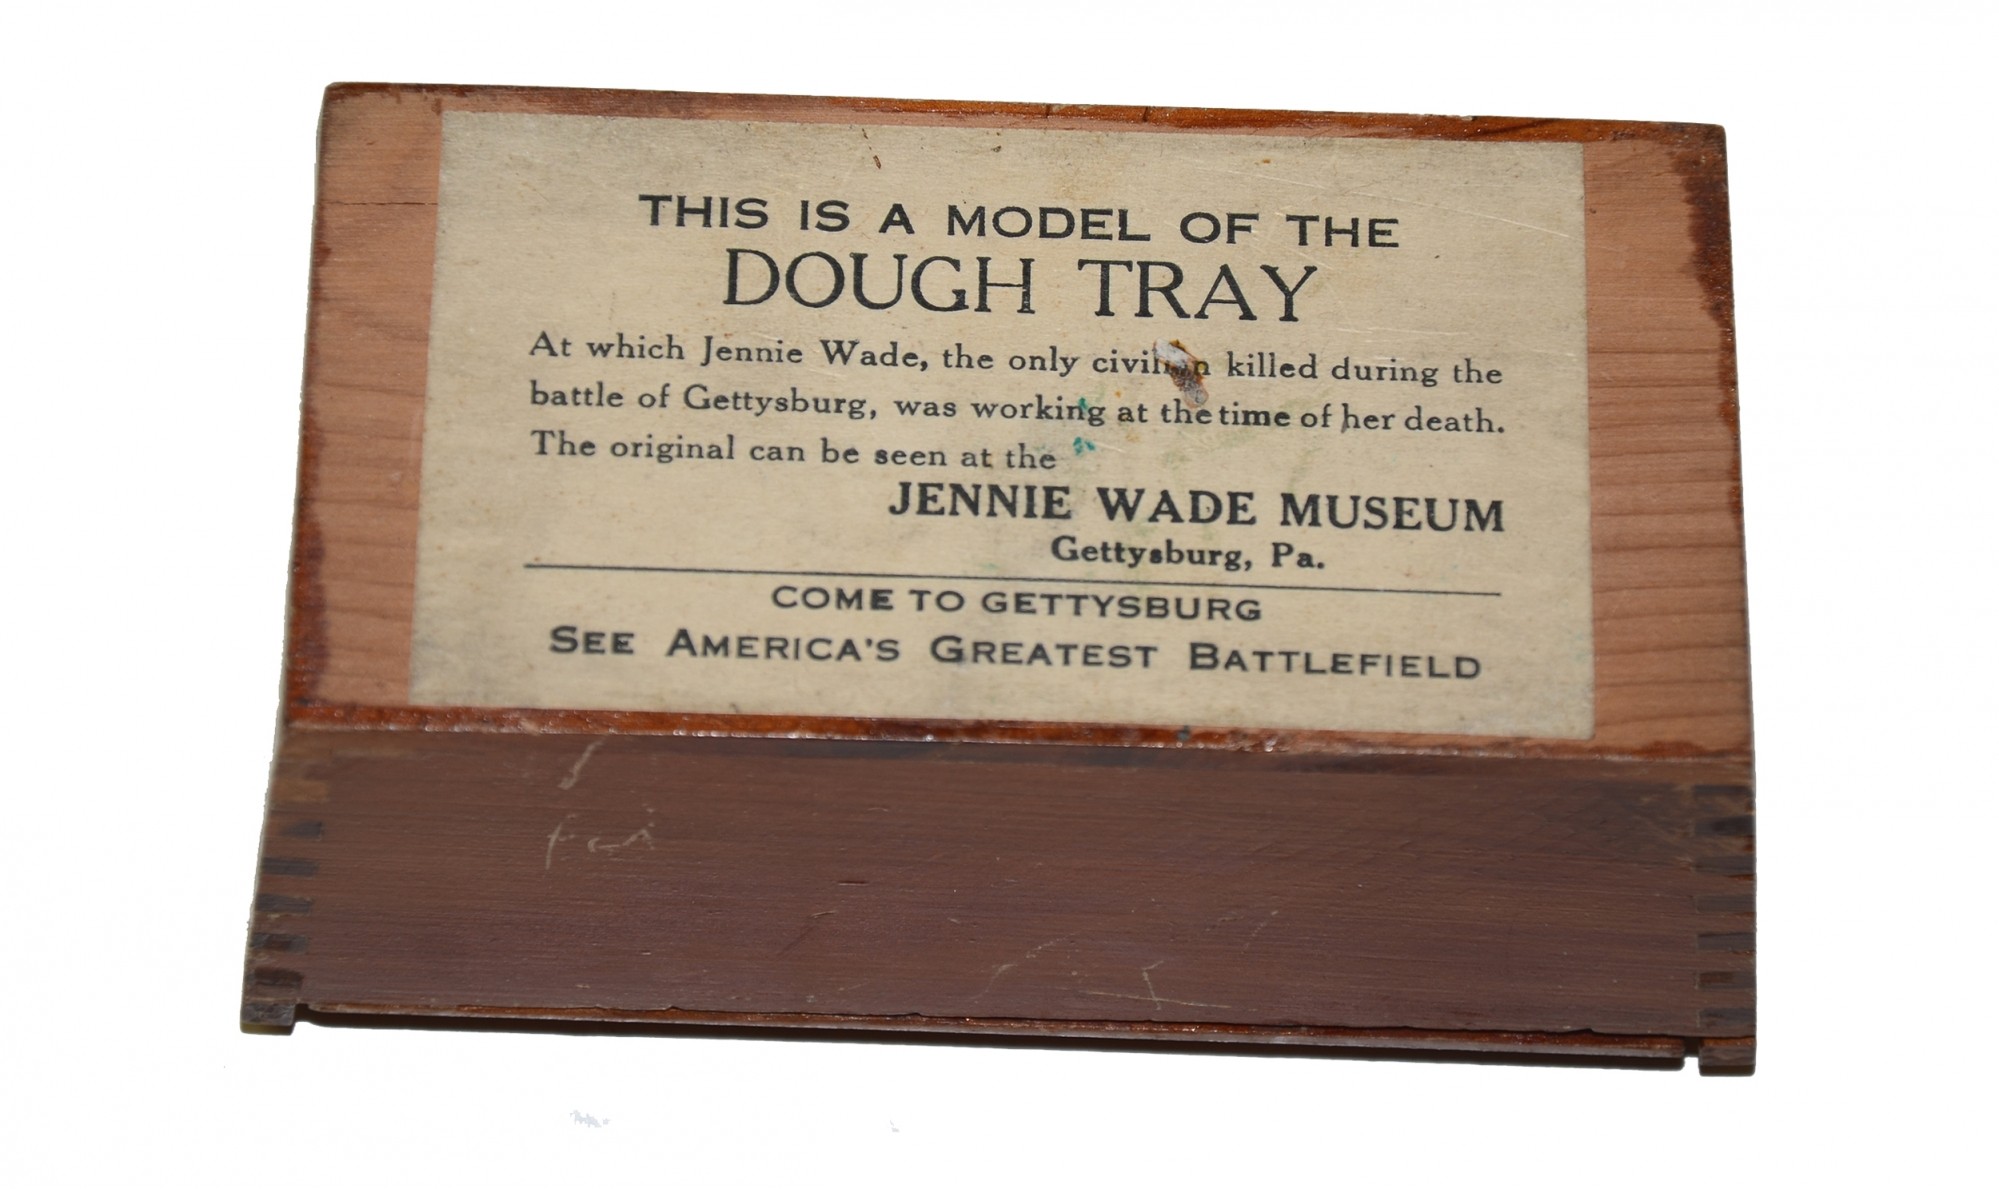 THIS IS A MODEL OF THE
DOUGH TRAY
At which Jennie Wade, the only civilian killed during the
battle of Gettysburg, was working at the time of her death.
The original can be seen at the
JENNIE WADE MUSEUM
Gettysburg, Pa.
COME TO GETTYSBURG
SEE AMERICA'S GREATEST BATTLEFIELD